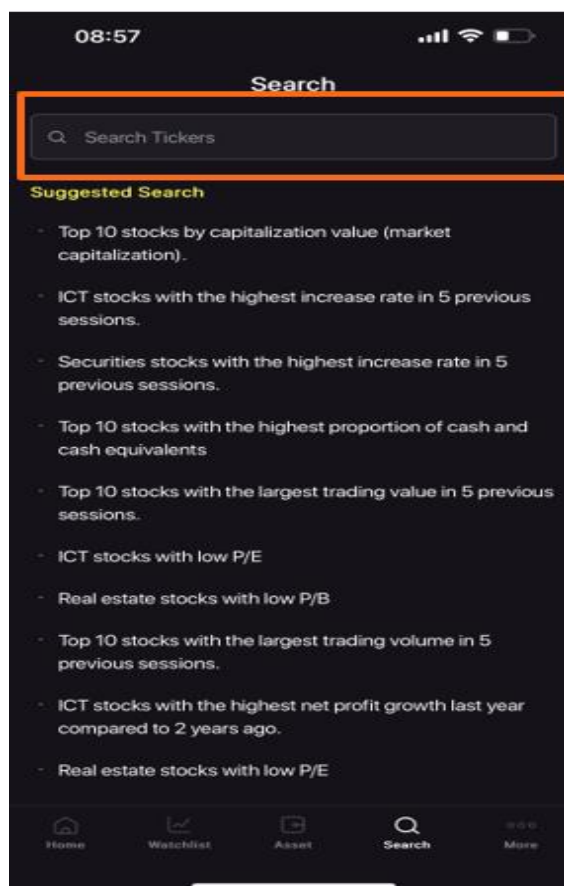 08:57
Search
Search Tickers
Suggested Search
- Top 10 stocks by capitalization value (market
capitalization).
- ICT stocks with the highest increase rate in 5 previous
sessions.
- Securities stocks with the highest increase rate in 5
previous sessions.
- Top 10 stocks with the highest proportion of cash and
cash equivalents
- Top 10 stocks with the largest trading value in 5 previous
sessions.
- ICT stocks with low P/E
- Real estate stocks with low P/B
- Top 10 stocks with the largest trading volume in 5
previous sessions.
- ICT stocks with the highest net profit growth last year
compared to 2 years ago.
- Real estate stocks with low P/E
Home Watchlist Asset Search More